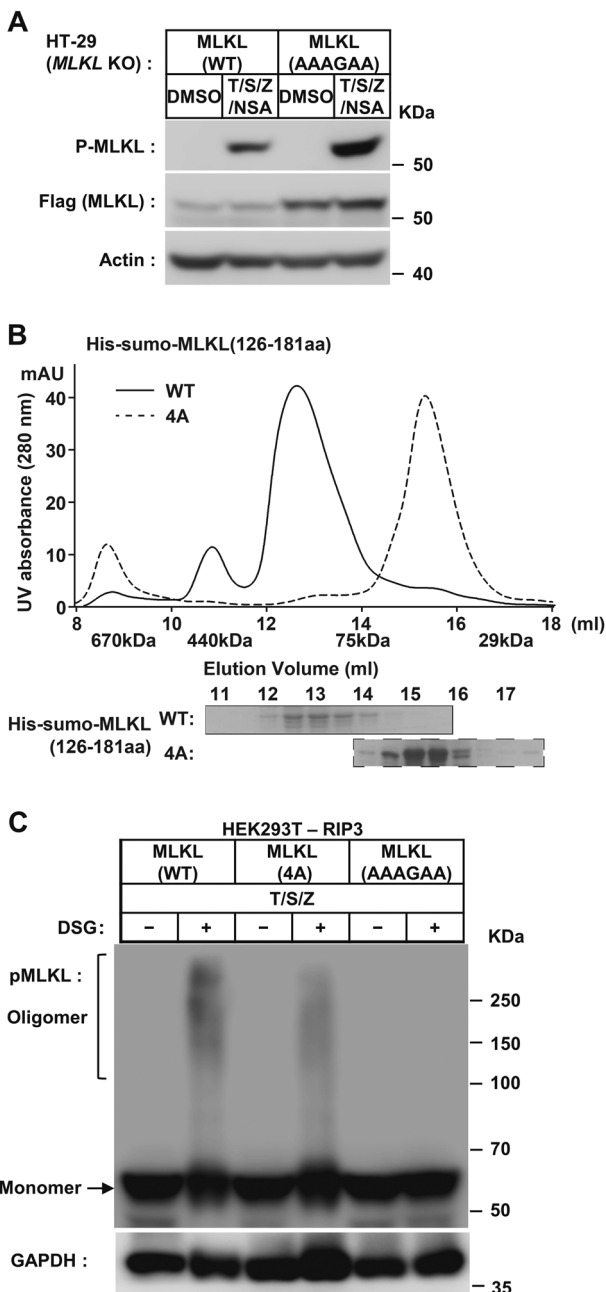 A
HT-29
(MLKL KO) :
MLKL
(WT)
MLKL
(AAAGAA)
DMSO
T/S/Z
/NSA
DMSO
T/S/Z
/NSA
KDa
P-MLKL :
50
Flag (MLKL) :
50
Actin :
40
B
His-sumo-MLKL(126-181aa)
mAU
WT
4A
UV absorbance (280 nm)
40
30
20
10
0
8 10 12 14 16 18 (ml)
670kDa 440kDa 75kDa 29kDa
Elution Volume (ml)
11 12 13 14 15 16 17
His-sumo-MLKL
(126-181aa)
WT:
4A:
C
HEK293T – RIP3
MLKL
(WT)
MLKL
(4A)
MLKL
(AAAGAA)
T/S/Z
DSG: – + – + – +
KDa
pMLKL :
Oligomer
250
150
100
70
Monomer
50
GAPDH :
35